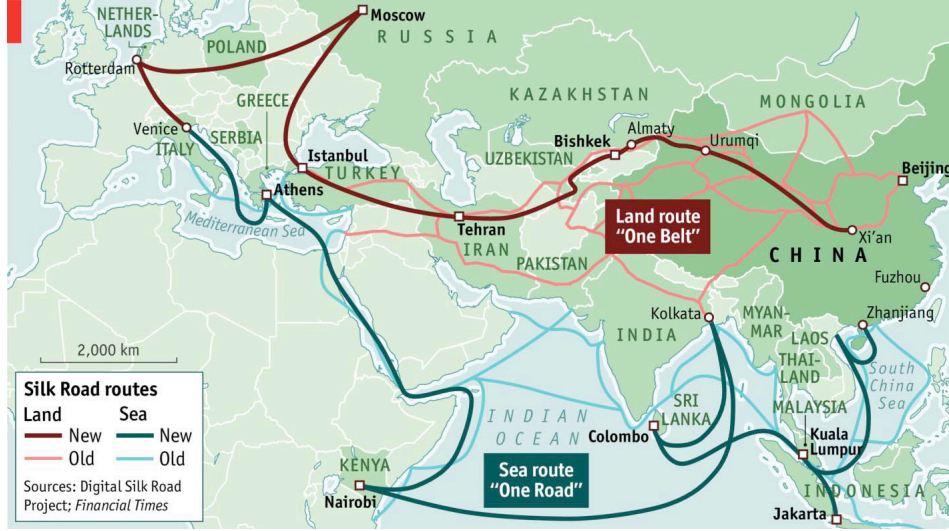 NETHER-
LANDS
Moscow
RUSSIA
Rotterdam
POLAND
KAZAKHSTAN
MONGOLIA
GREECE
Venice
ITALY
SERBIA
Almaty
Bishkek
Urumqi
UZBEKISTAN
Istanbul
TURKEY
Beijing
Athens
Land route
"One Belt"
Mediterranean Sea
Tehran
IRAN
Xi'an
CHINA
PAKISTAN
Fuzhou
Kolkata
Zhanjiang
MYAN-
MAR
INDIA
LAOS
2,000 km
THAI-
LAND
South
China
Sea
Silk Road routes
Land Sea
New New
Old Old
Sources: Digital Silk Road
Project; Financial Times
SRI
LANKA
MALAYSIA
INDIAN
OCEAN
Colombo
Kuala
Lumpur
KENYA
Sea route
"One Road"
Nairobi
INDONESIA
Jakarta